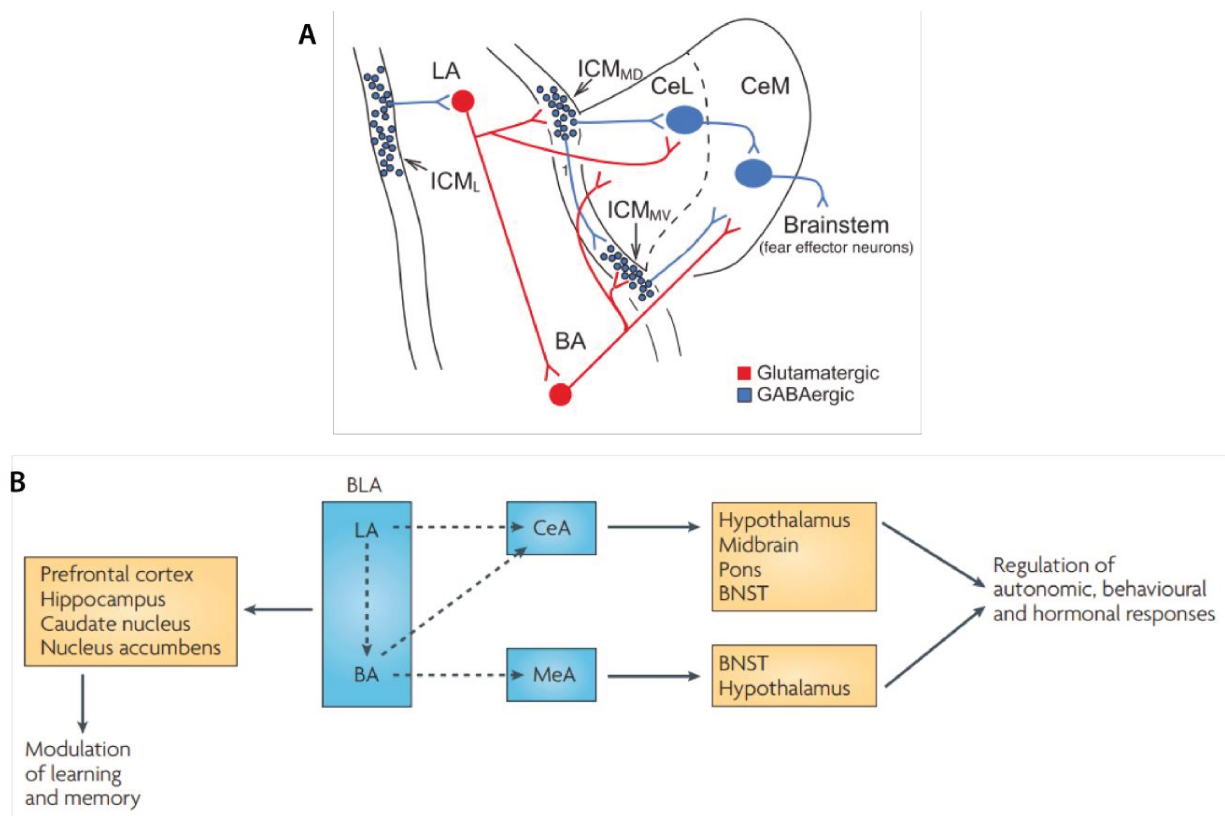 A
LA
ICMMD
CeL
CeM
ICML
1
ICMMV
Brainstem
(fear effector neurons)
BA
Glutamatergic
GABAergic
B
BLA
LA
BA
CeA
MeA
Prefrontal cortex
Hippocampus
Caudate nucleus
Nucleus accumbens
Modulation
of learning
and memory
Hypothalamus
Midbrain
Pons
BNST
BNST
Hypothalamus
Regulation of
autonomic, behavioural
and hormonal responses